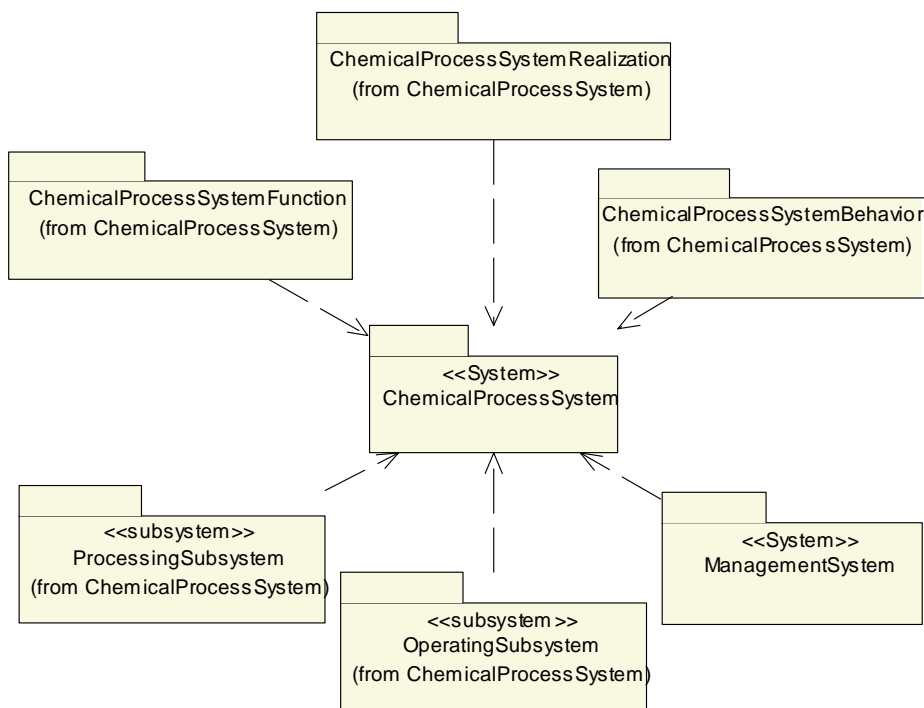 ChemicalProcessSystemRealization
(from ChemicalProcessSystem)
ChemicalProcessSystemFunction
(from ChemicalProcessSystem)
ChemicalProcessSystemBehavior
(from ChemicalProcessSystem)
<<System>>
ChemicalProcessSystem
<<subsystem>>
ProcessingSubsystem
(from ChemicalProcessSystem)
<<subsystem>>
OperatingSubsystem
(from ChemicalProcessSystem)
<<System>>
ManagementSystem